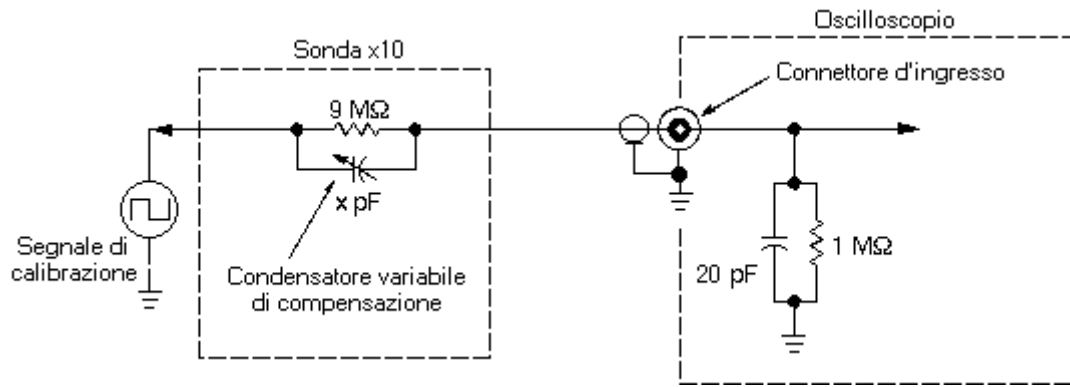 Oscilloscopio
Sonda x10
Connettore d'ingresso
9 MΩ
x pF
Segnale di
calibrazione
Condensatore variabile
di compensazione
20 pF
1 MΩ